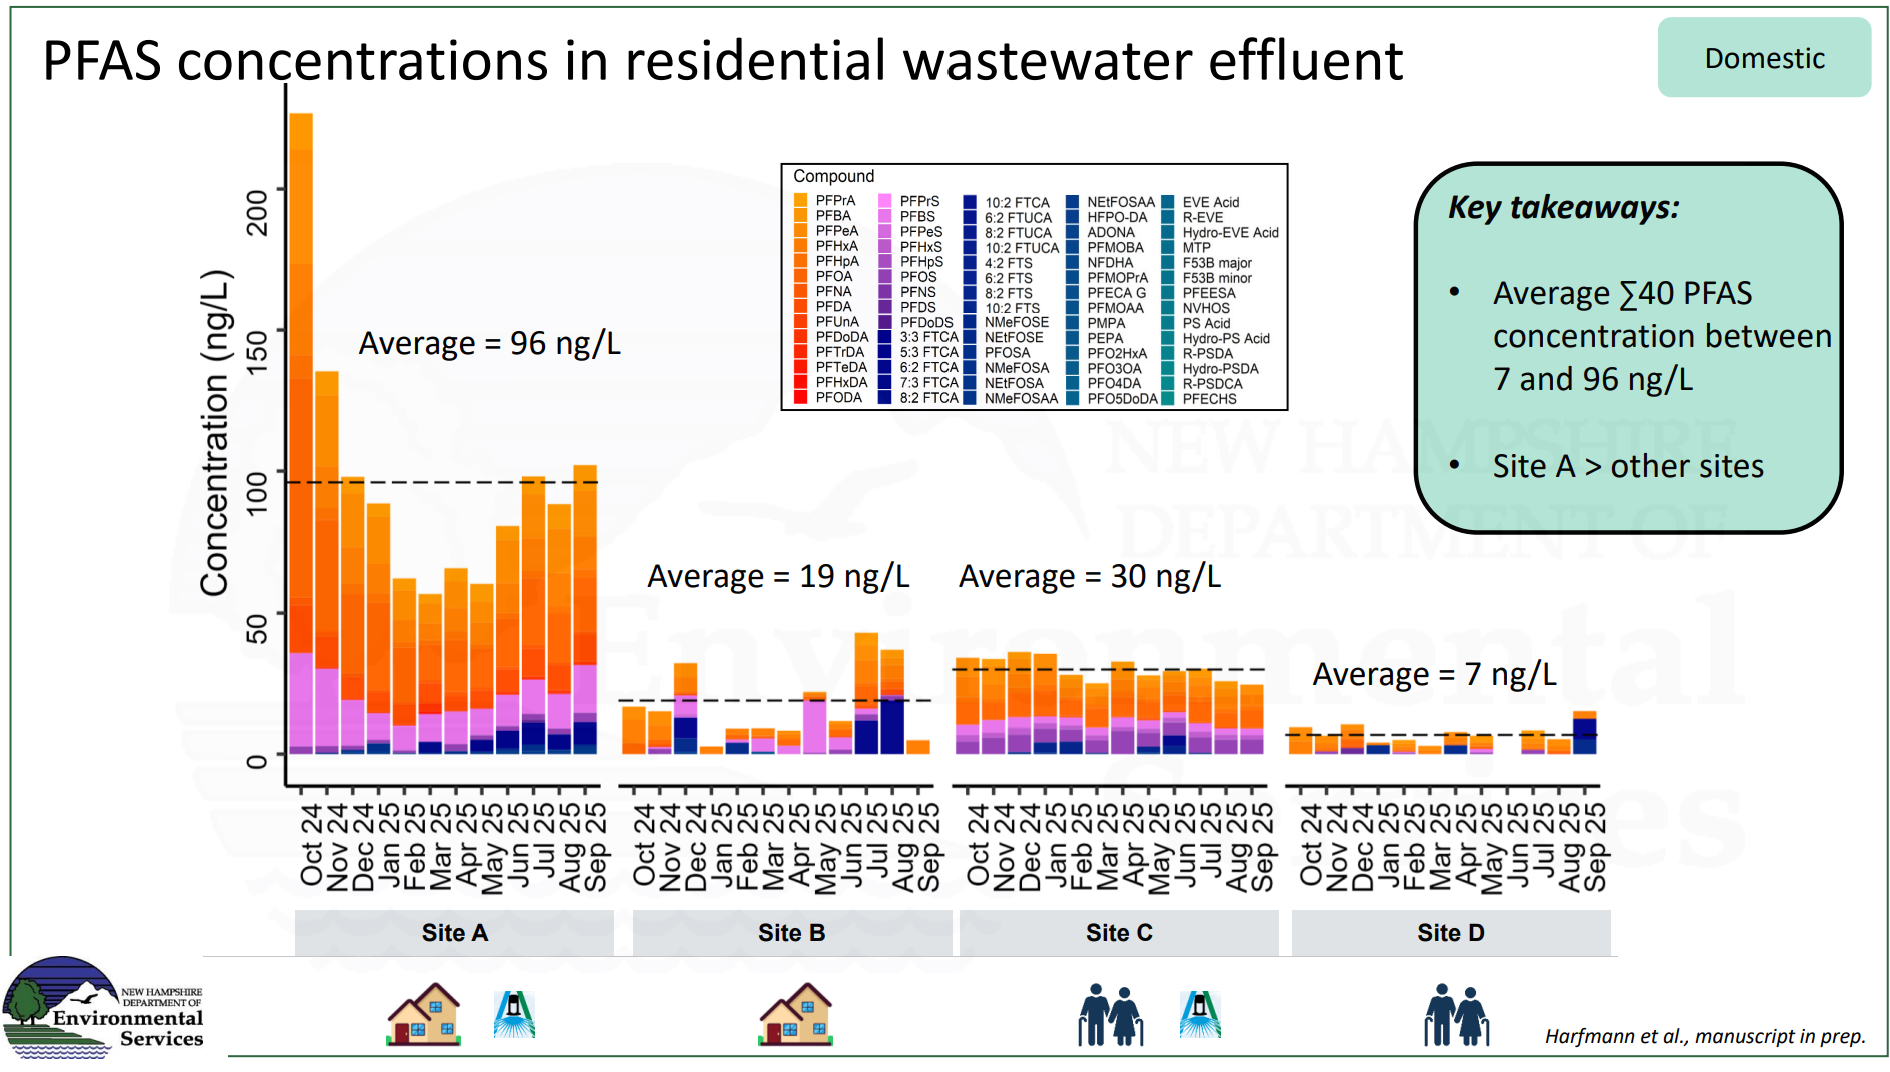 PFAS concentrations in residential wastewater effluent
Domestic
Concentration (ng/L)
200
150
100
50
0
Average = 96 ng/L
Average = 19 ng/L
Average = 30 ng/L
Average = 7 ng/L
Compound
PFPrA
PFBA
PFPeA
PFHxA
PFHpA
PFOA
PFNA
PFDA
PFUnA
PFDoDA
PFTrDA
PFTeDA
PFHxDA
PFODA
PFPrS
PFBS
PFPeS
PFHxS
PFHpS
PFOS
PFNS
PFDS
PFDoDS
3:3 FTCA
5:3 FTCA
6:2 FTCA
7:3 FTCA
8:2 FTCA
10:2 FTCA
6:2 FTUCA
8:2 FTUCA
10:2 FTUCA
4:2 FTS
6:2 FTS
8:2 FTS
10:2 FTS
NMeFOSE
NEtFOSE
PFOSA
NMeFOSA
NEtFOSA
NMeFOSAA
NEtFOSAA
HFPO-DA
ADONA
PFMOBA
NFDHA
PFMOPrA
PFECA G
PFMOAA
PMPA
PEPA
PFO2HxA
PFO3OA
PFO4DA
PFO5DoDA
EVE Acid
R-EVE
Hydro-EVE Acid
MTP
F53B major
F53B minor
PFEESA
NVHOS
PS Acid
Hydro-PS Acid
R-PSDA
Hydro-PSDA
R-PSDCA
PFECHS
Key takeaways:
• Average ∑40 PFAS
concentration between
7 and 96 ng/L
• Site A > other sites
NEW HAMPSHIRE
DEPARTMENT OF
Environmental
Services
Oct 24
Nov 24
Dec 24
Jan 25
Feb 25
Mar 25
Apr 25
May 25
Jun 25
Jul 25
Aug 25
Sep 25
Oct 24
Nov 24
Dec 24
Jan 25
Feb 25
Mar 25
Apr 25
May 25
Jun 25
Jul 25
Aug 25
Sep 25
Oct 24
Nov 24
Dec 24
Jan 25
Feb 25
Mar 25
Apr 25
May 25
Jun 25
Jul 25
Aug 25
Sep 25
Oct 24
Nov 24
Dec 24
Jan 25
Feb 25
Mar 25
Apr 25
May 25
Jun 25
Jul 25
Aug 25
Sep 25
Site A
Site B
Site C
Site D
NEW HAMPSHIRE
DEPARTMENT OF
Environmental
Services
Harfmann et al., manuscript in prep.